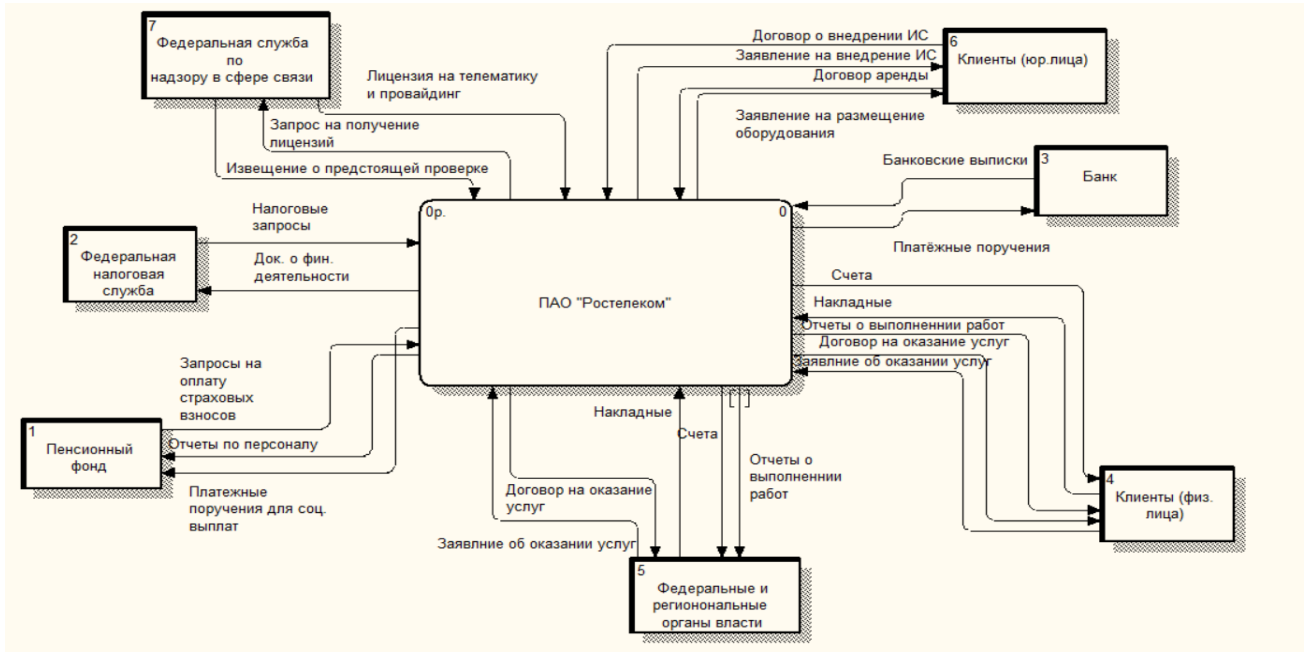 7
Федеральная служба
по
надзору в сфере связи
Лицензия на телематику
и провайдинг
Запрос на получение
лицензий
Извещение о предстоящей проверке
Договор о внедрении ИС
Заявление на внедрение ИС
Договор аренды
Заявление на размещение
оборудования
6
Клиенты (юр.лица)
Банковские выписки
3
Банк
Платёжные поручения
2
Федеральная
налоговая
служба
Налоговые
запросы
Док. о фин.
деятельности
0р.
0
ПАО "Ростелеком"
Счета
Накладные
Отчеты о выполненнии работ
Договор на оказание услуг
Заявлние об оказании услуг
4
Клиенты (физ.
лица)
Запросы на
оплату
страховых
взносов
1
Пенсионный
фонд
Отчеты по персоналу
Платежные
поручения для соц.
выплат
Накладные
Счета
Отчеты о
выполненнии
работ
Договор на оказание
услуг
Заявлние об оказании услуг
5
Федеральные и
регионональные
органы власти